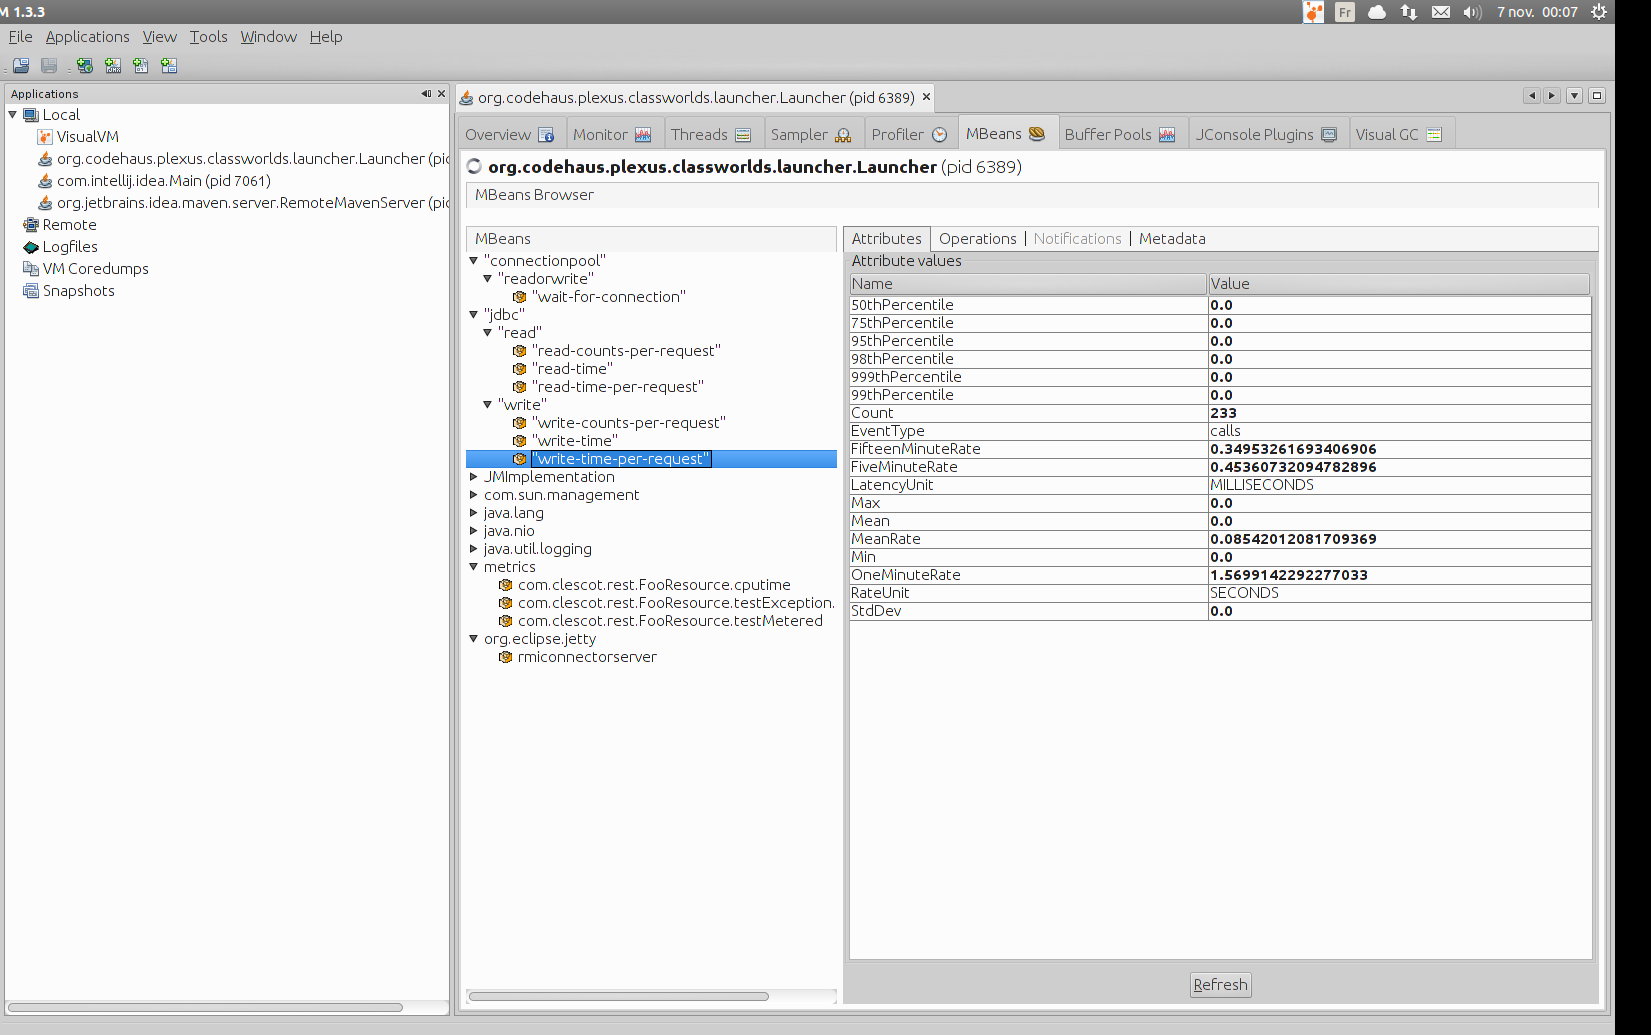 M 1.3.3
Fr
7 nov. 00:07
File Applications View Tools Window Help
Applications
Local
VisualVM
org.codehaus.plexus.classworlds.launcher.Launcher (pid
com.intellij.idea.Main (pid 7061)
org.jetbrains.idea.maven.server.RemoteMavenServer (pid
Remote
Logfiles
VM Coredumps
Snapshots
org.codehaus.plexus.classworlds.launcher.Launcher (pid 6389)
Overview Monitor Threads Sampler Profiler MBeans Buffer Pools JConsole Plugins Visual GC
org.codehaus.plexus.classworlds.launcher.Launcher (pid 6389)
MBeans Browser
MBeans
"connectionpool"
"readorwrite"
"wait-for-connection"
"jdbc"
"read"
"read-counts-per-request"
"read-time"
"read-time-per-request"
"write"
"write-counts-per-request"
"write-time"
"write-time-per-request"
JMImplementation
com.sun.management
java.lang
java.nio
java.util.logging
metrics
com.clescot.rest.FooResource.cputime
com.clescot.rest.FooResource.testException.
com.clescot.rest.FooResource.testMetered
org.eclipse.jetty
rmiconnectorserver
Attributes Operations Notifications Metadata
Attribute values
Name Value
50thPercentile 0.0
75thPercentile 0.0
95thPercentile 0.0
98thPercentile 0.0
999thPercentile 0.0
99thPercentile 0.0
Count 233
EventType calls
FifteenMinuteRate 0.34953261693406906
FiveMinuteRate 0.45360732094782896
LatencyUnit MILLISECONDS
Max 0.0
Mean 0.0
MeanRate 0.08542012081709369
Min 0.0
OneMinuteRate 1.5699142292277033
RateUnit SECONDS
StdDev 0.0
Refresh